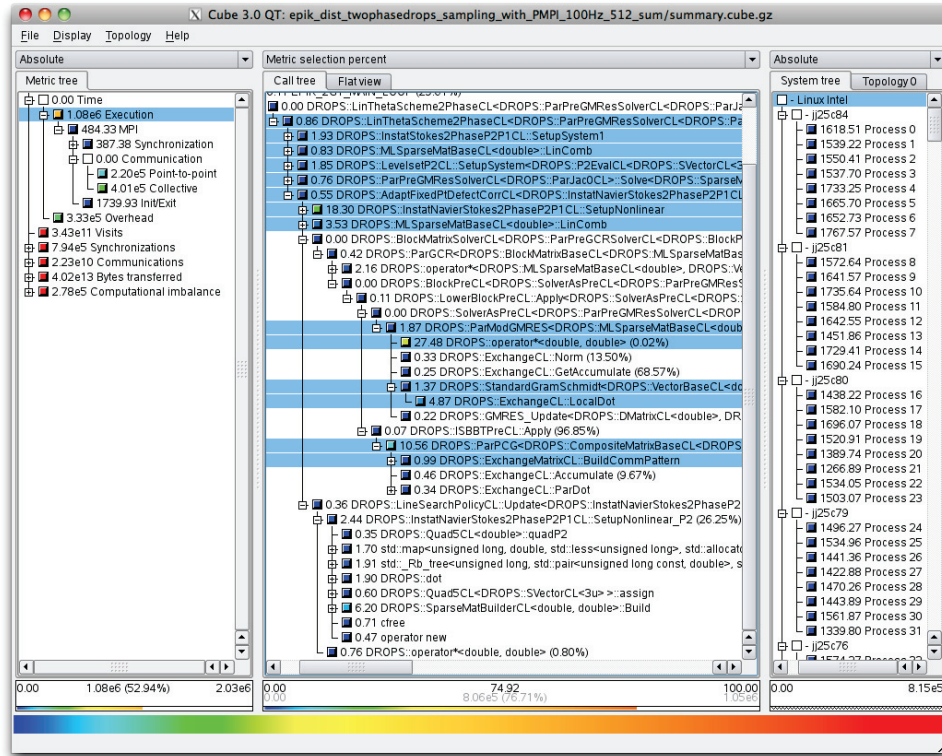 Cube 3.0 QT: epik_dist_twophasedrops_sampling_with_PMPI_100Hz_512_sum/summary.cube.gz
File Display Topology Help
Absolute
Metric tree
0.00 Time
1.08e6 Execution
484.33 MPI
387.38 Synchronization
0.00 Communication
2.20e5 Point-to-point
4.01e5 Collective
1739.93 Init/Exit
3.33e5 Overhead
3.43e11 Visits
7.94e5 Synchronizations
2.23e10 Communications
4.02e13 Bytes transferred
2.78e5 Computational imbalance
0.00 1.08e6 (52.94%) 2.03e6
Metric selection percent
Call tree Flat view
0.00 DROPS::LinThetaScheme2PhaseCL<DROPS::ParPreGMResSolverCL<DROPS::ParJa
0.86 DROPS::LinThetaScheme2PhaseCL<DROPS::ParPreGMResSolverCL<DROPS::Pa
1.93 DROPS::InstatStokes2PhaseP2P1CL::SetupSystem1
0.83 DROPS::MLSparseMatBaseCL<double>::LinComb
1.85 DROPS::LevelsetP2CL::SetupSystem<DROPS::P2EvalCL<DROPS::SVectorCL<3
0.76 DROPS::ParPreGMResSolverCL<DROPS::ParJac0CL>::Solve<DROPS::SparseM
0.55 DROPS::AdaptFixedPtDefectCorrCL<DROPS::InstatNavierStokes2PhaseP2P1CL
18.30 DROPS::InstatNavierStokes2PhaseP2P1CL::SetupNonlinear
3.53 DROPS::MLSparseMatBaseCL<double>::LinComb
0.00 DROPS::BlockMatrixSolverCL<DROPS::ParPreGCRSolverCL<DROPS::BlockP
0.42 DROPS::ParGCR<DROPS::BlockMatrixBaseCL<DROPS::MLSparseMatBas
2.16 DROPS::operator*<DROPS::MLSparseMatBaseCL<double>, DROPS::Ve
0.00 DROPS::BlockPreCL<DROPS::SolverAsPreCL<DROPS::ParPreGMResS
0.11 DROPS::LowerBlockPreCL::Apply<DROPS::SolverAsPreCL<DROPS::
0.00 DROPS::SolverAsPreCL<DROPS::ParPreGMResSolverCL<DROP
1.87 DROPS::ParModGMRES<DROPS::MLSparseMatBaseCL<doub
27.48 DROPS::operator*<double, double> (0.02%)
0.33 DROPS::ExchangeCL::Norm (13.50%)
0.25 DROPS::ExchangeCL::GetAccumulate (68.57%)
1.37 DROPS::StandardGramSchmidt<DROPS::VectorBaseCL<do
4.87 DROPS::ExchangeCL::LocalDot
0.22 DROPS::GMRES_Update<DROPS::DMatrixCL<double>, DR
0.07 DROPS::ISBBTPreCL::Apply (96.85%)
10.56 DROPS::ParPCG<DROPS::CompositeMatrixBaseCL<DROPS
0.99 DROPS::ExchangeMatrixCL::BuildCommPattern
0.46 DROPS::ExchangeCL::Accumulate (9.67%)
0.34 DROPS::ExchangeCL::ParDot
0.36 DROPS::LineSearchPolicyCL::Update<DROPS::InstatNavierStokes2PhaseP2
2.44 DROPS::InstatNavierStokes2PhaseP2P1CL::SetupNonlinear_P2 (26.25%)
0.35 DROPS::Quad5CL<double>::quadP2
1.70 std::map<unsigned long, double, std::less<unsigned long>, std::allocat
1.91 std::_Rb_tree<unsigned long, std::pair<unsigned long const, double>, s
1.90 DROPS::dot
0.60 DROPS::Quad5CL<DROPS::SVectorCL<3u> >::assign
6.20 DROPS::SparseMatBuilderCL<double, double>::Build
0.71 cfree
0.47 operator new
0.76 DROPS::operator*<double, double> (0.80%)
0.00 74.92 100.00
0.00 8.06e5 (76.71%) 1.05e6
Absolute
System tree Topology 0
- Linux Intel
- jj25c84
1618.51 Process 0
1539.22 Process 1
1550.41 Process 2
1537.70 Process 3
1733.25 Process 4
1665.70 Process 5
1652.73 Process 6
1767.57 Process 7
- jj25c81
1572.64 Process 8
1641.57 Process 9
1735.64 Process 10
1584.80 Process 11
1642.55 Process 12
1451.86 Process 13
1729.41 Process 14
1690.24 Process 15
- jj25c80
1438.22 Process 16
1582.10 Process 17
1696.07 Process 18
1520.91 Process 19
1389.74 Process 20
1266.89 Process 21
1534.05 Process 22
1503.07 Process 23
- jj25c79
1496.27 Process 24
1534.96 Process 25
1441.36 Process 26
1422.88 Process 27
1470.26 Process 28
1443.89 Process 29
1561.87 Process 30
1339.80 Process 31
- jj25c76
0.00 8.15e5